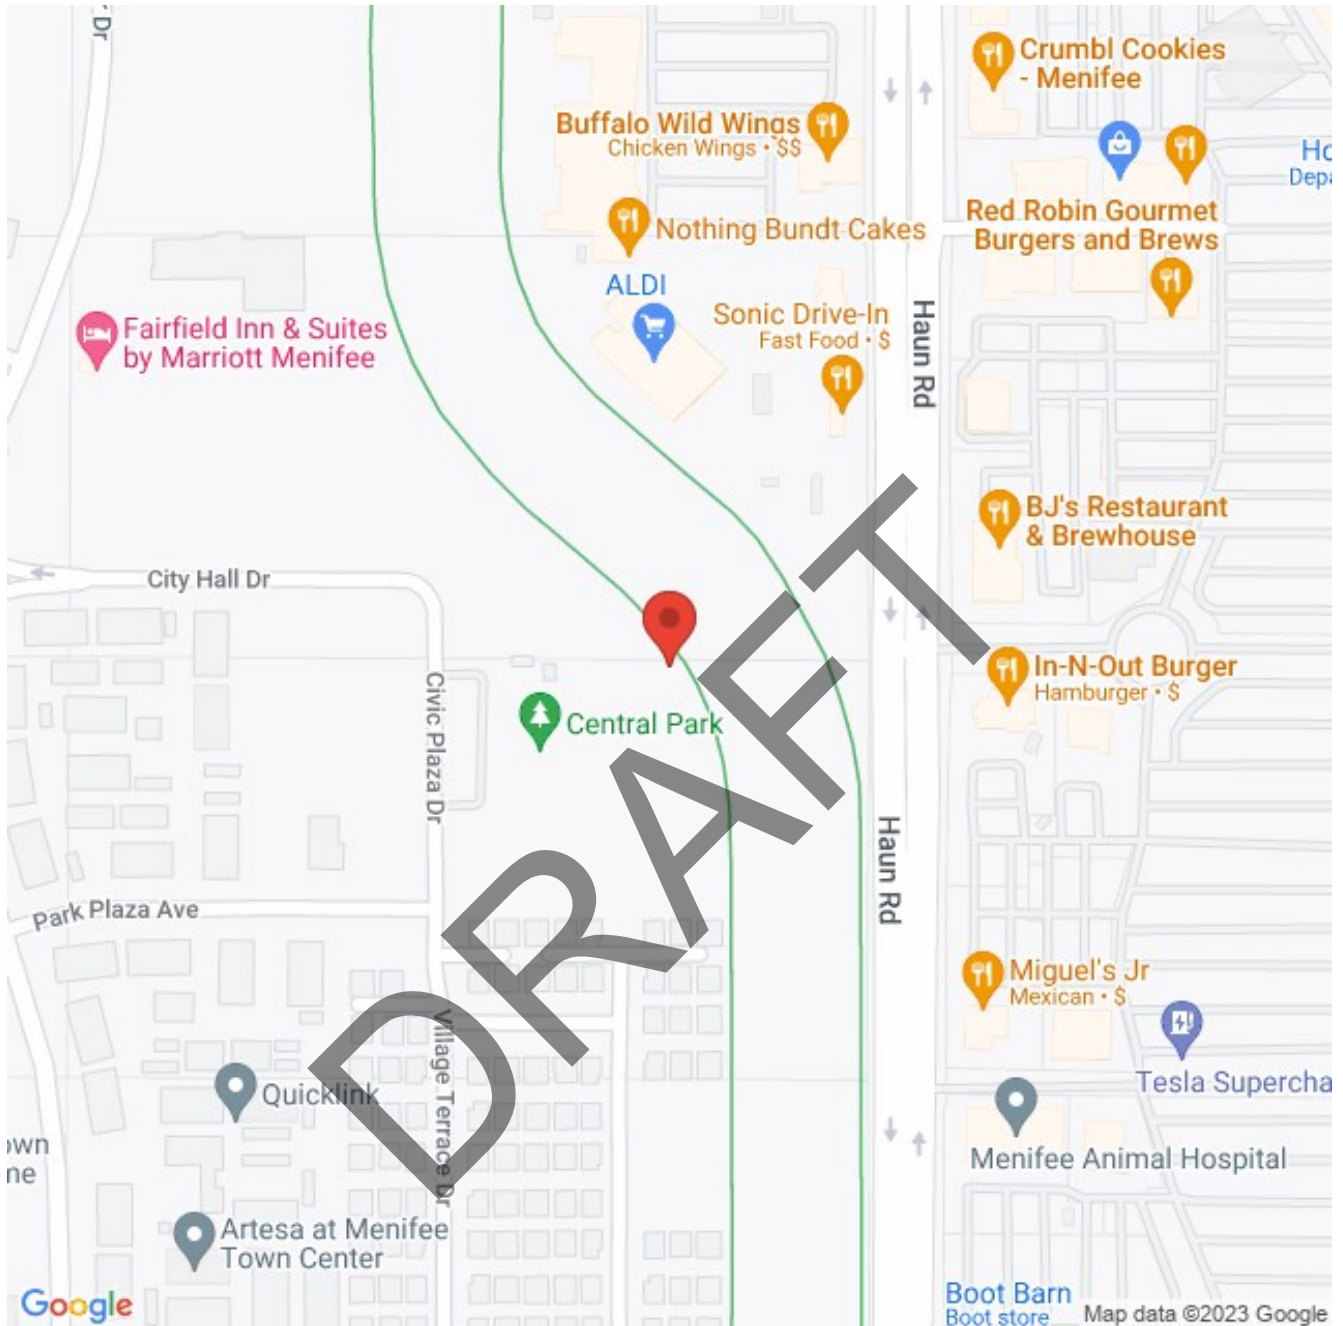 Dr
Crumbl Cookies
- Menifee
Buffalo Wild Wings
Chicken Wings • $$
Red Robin Gourmet
Burgers and Brews
Nothing Bundt Cakes
ALDI
Sonic Drive-In
Fast Food • $
Haun Rd
Fairfield Inn & Suites
by Marriott Menifee
BJ's Restaurant
& Brewhouse
City Hall Dr
In-N-Out Burger
Hamburger • $
Central Park
Civic Plaza Dr
Haun Rd
DRAFT
Park Plaza Ave
Miguel's Jr
Mexican • $
Village Terrace Dr
Quicklink
Tesla Supercha
Menifee Animal Hospital
Artesa at Menifee
Town Center
Boot Barn
Boot store
Google
Map data ©2023 Google